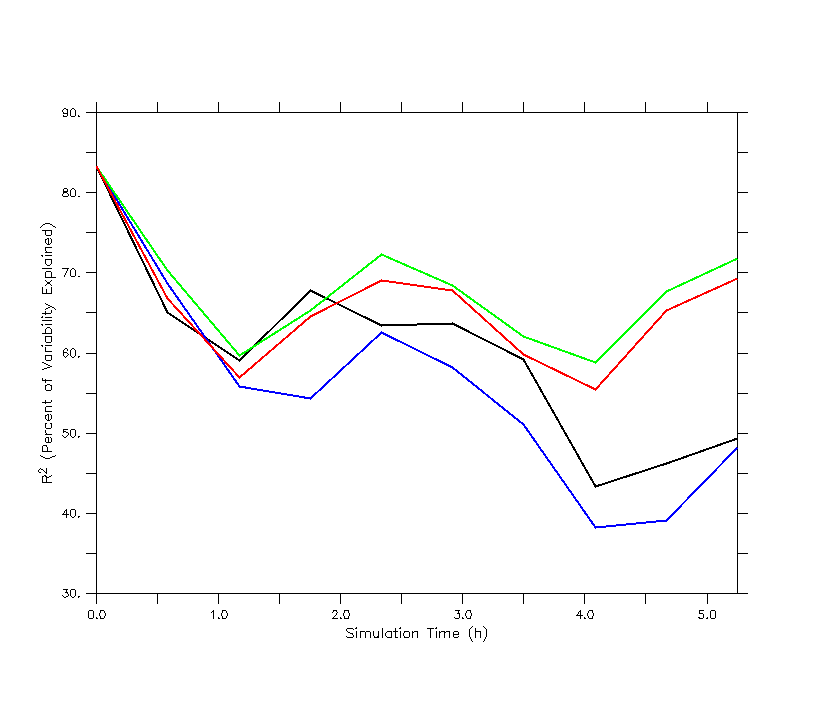 90.
80.
70.
60.
50.
40.
30.
R² (Percent of Variability Explained)
0.0 1.0 2.0 3.0 4.0 5.0
Simulation Time (h)